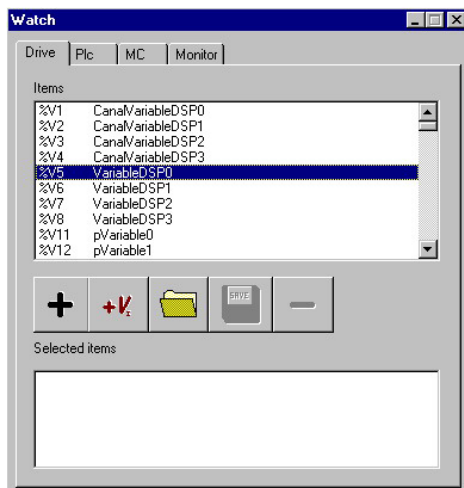 Watch
Drive Plc MC Monitor
Items
%V1 CanalVariableDSP0
%V2 CanalVariableDSP1
%V3 CanalVariableDSP2
%V4 CanalVariableDSP3
%V5 VariableDSP0
%V6 VariableDSP1
%V7 VariableDSP2
%V8 VariableDSP3
%V11 pVariable0
%V12 pVariable1
+ +Vx SAVE −
Selected items